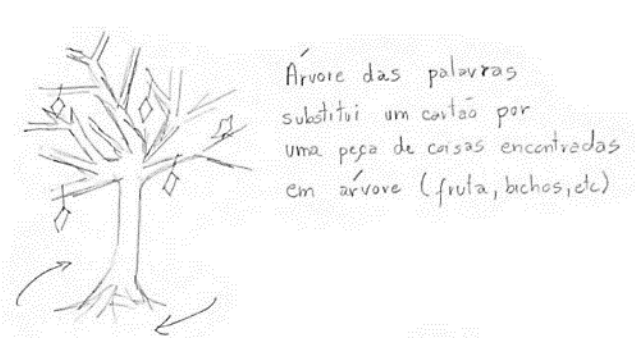 Árvore das palavras
substitui um cartão por
uma peça de coisas encontradas
em árvore (fruta, bichos, etc)